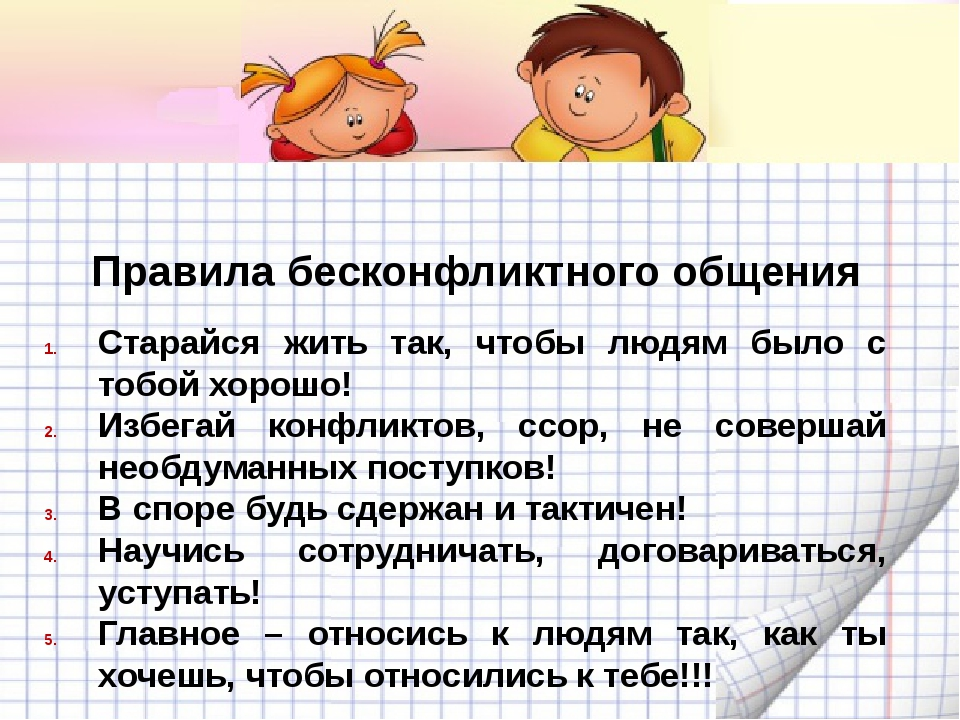 Правила бесконфликтного общения
1. Старайся жить так, чтобы людям было с
тобой хорошо!
2. Избегай конфликтов, ссор, не совершай
необдуманных поступков!
3. В споре будь сдержан и тактичен!
4. Научись сотрудничать, договариваться,
уступать!
5. Главное – относись к людям так, как ты
хочешь, чтобы относились к тебе!!!